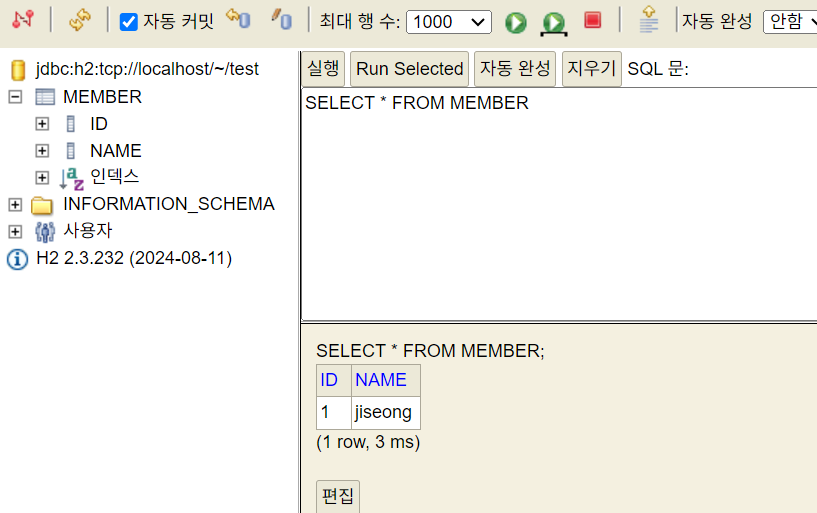 자동 커밋 최대 행 수: 1000 자동 완성 안함
jdbc:h2:tcp://localhost/~/test
MEMBER
ID
NAME
인덱스
INFORMATION_SCHEMA
사용자
H2 2.3.232 (2024-08-11)
실행 Run Selected 자동 완성 지우기 SQL 문:
SELECT * FROM MEMBER
SELECT * FROM MEMBER;
ID NAME
1 jiseong
(1 row, 3 ms)
편집